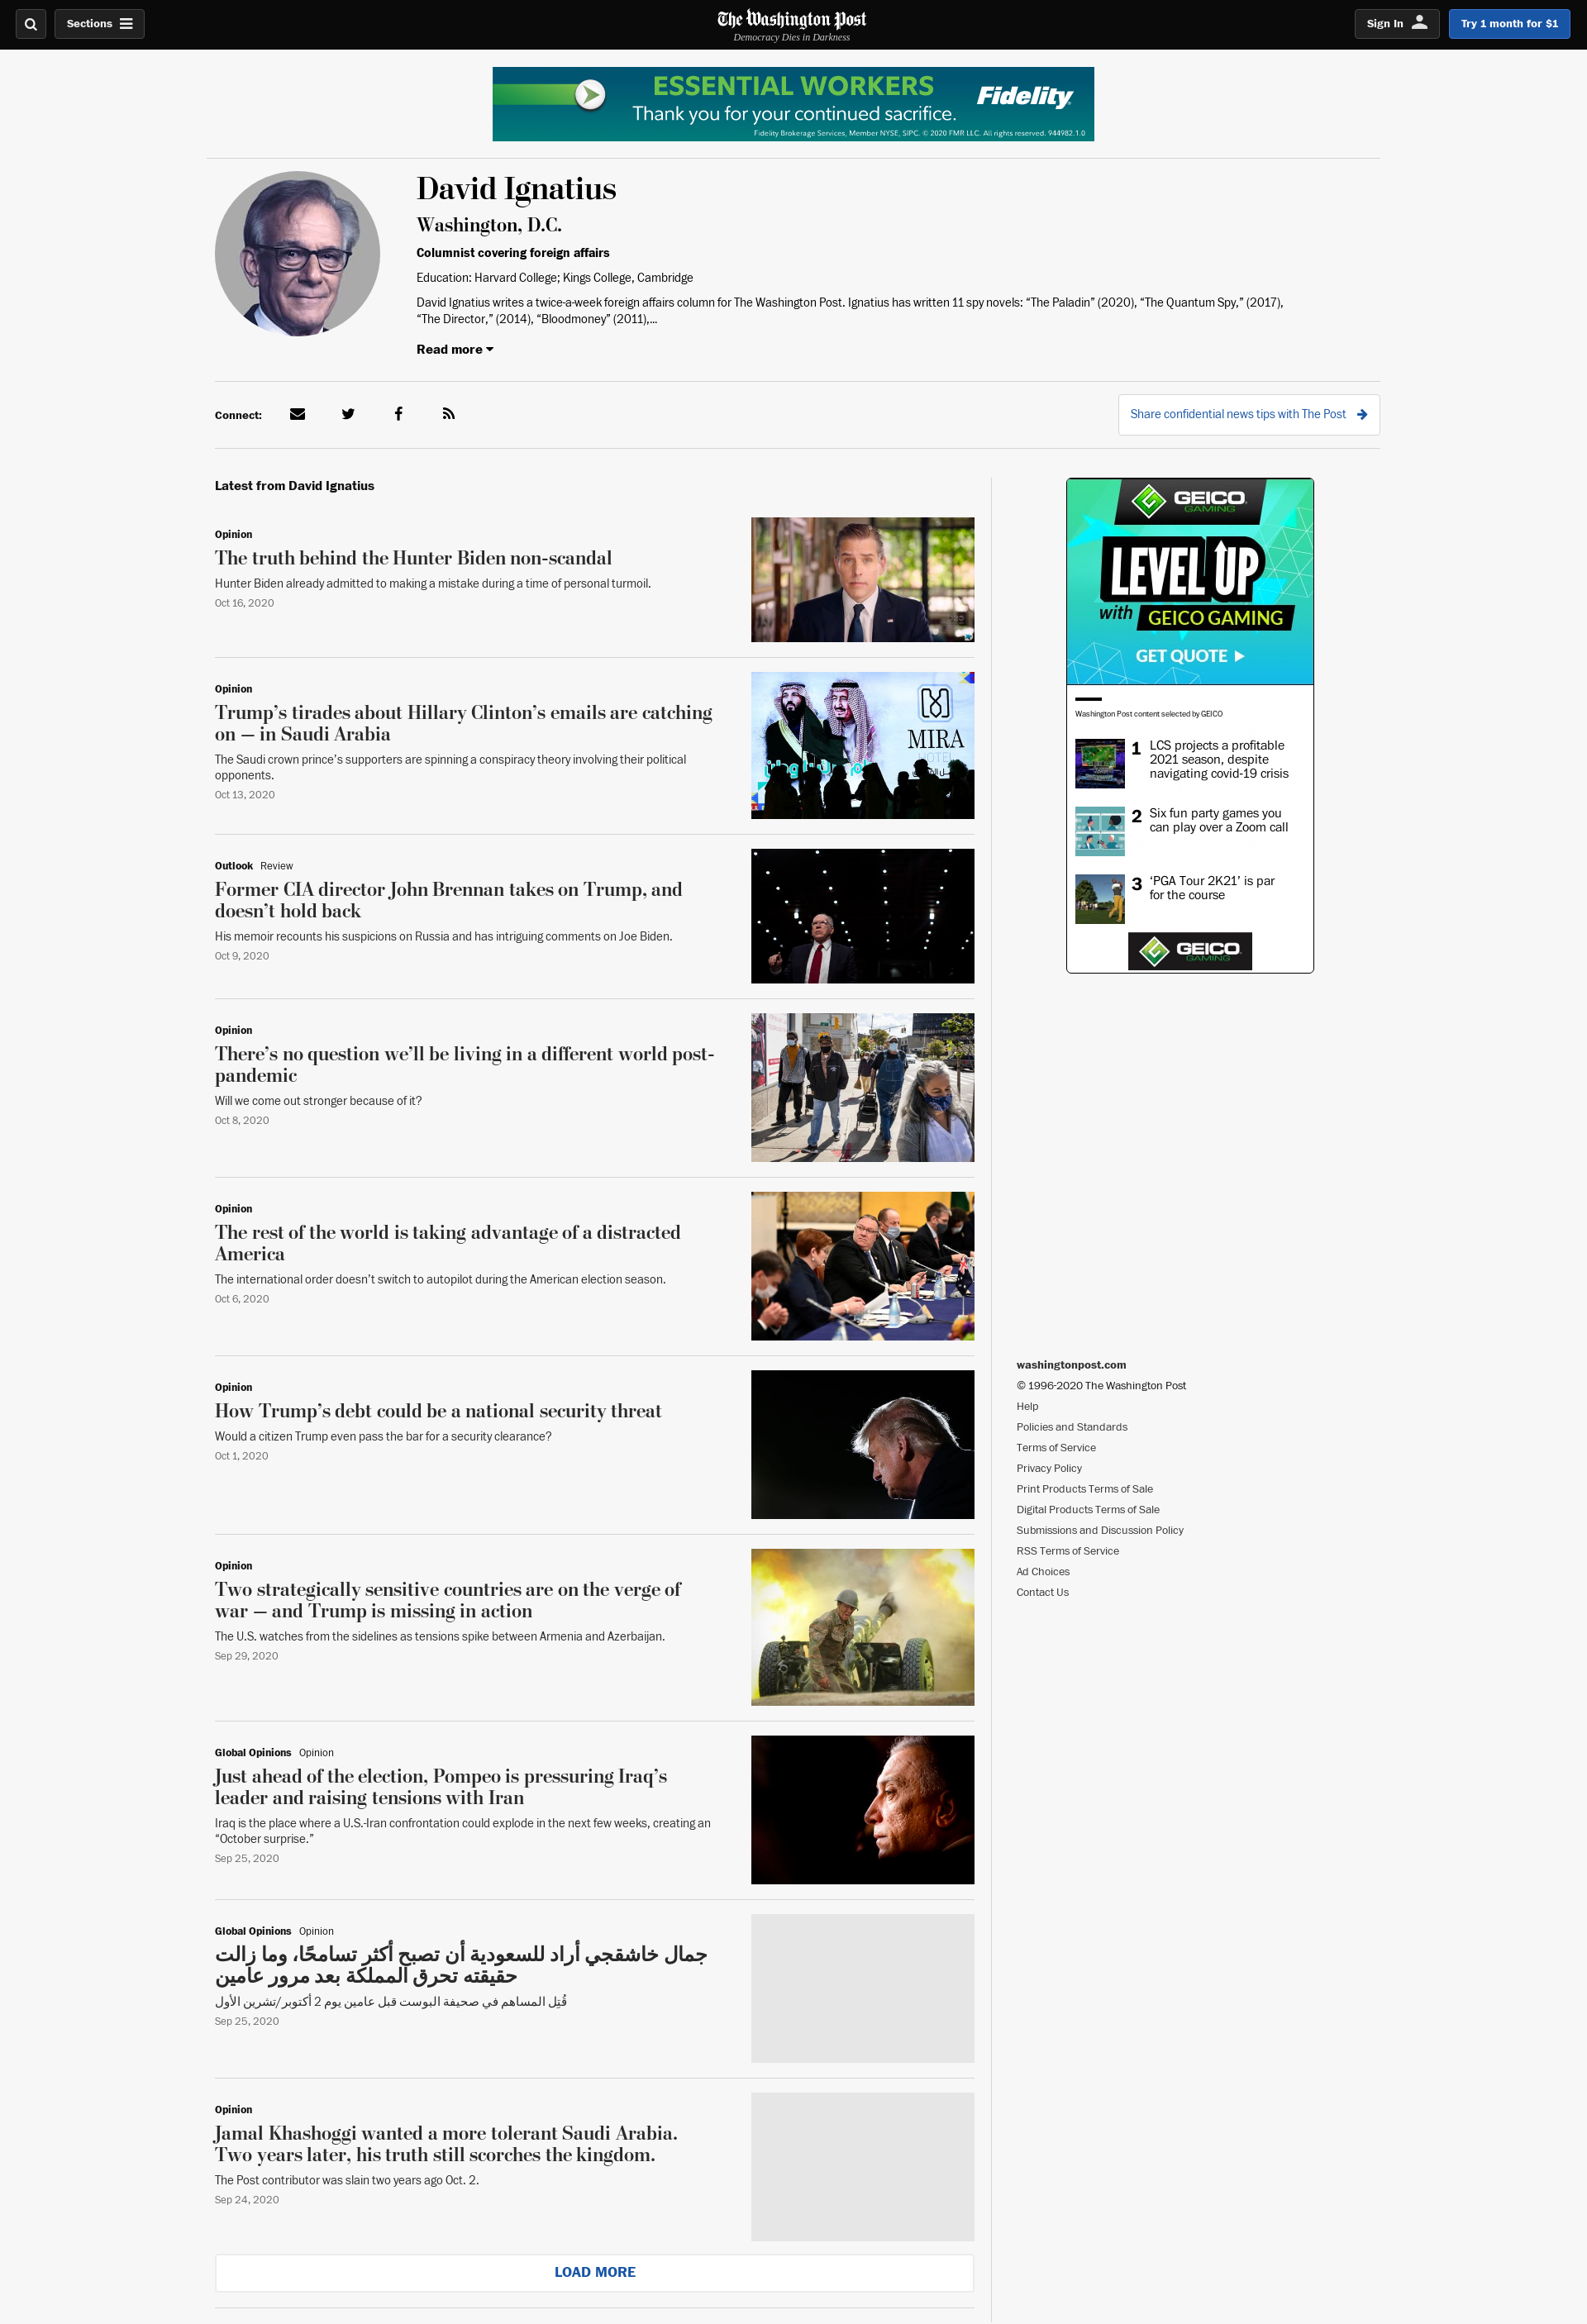 Sections
The Washington Post
Democracy Dies in Darkness
Sign In
Try 1 month for $1
ESSENTIAL WORKERS
Thank you for your continued sacrifice.
Fidelity
Fidelity Brokerage Services, Member NYSE, SIPC. © 2020 FMR LLC. All rights reserved. 944982.1.0
David Ignatius
Washington, D.C.
Columnist covering foreign affairs
Education: Harvard College; Kings College, Cambridge
David Ignatius writes a twice-a-week foreign affairs column for The Washington Post. Ignatius has written 11 spy novels: “The Paladin” (2020), “The Quantum Spy,” (2017),
“The Director,” (2014), “Bloodmoney” (2011),...
Read more
Connect:
Share confidential news tips with The Post
Latest from David Ignatius
Opinion
The truth behind the Hunter Biden non-scandal
Hunter Biden already admitted to making a mistake during a time of personal turmoil.
Oct 16, 2020
Opinion
Trump’s tirades about Hillary Clinton’s emails are catching
on — in Saudi Arabia
The Saudi crown prince’s supporters are spinning a conspiracy theory involving their political
opponents.
Oct 13, 2020
MIRA
HOTEL
Outlook Review
Former CIA director John Brennan takes on Trump, and
doesn’t hold back
His memoir recounts his suspicions on Russia and has intriguing comments on Joe Biden.
Oct 9, 2020
Opinion
There’s no question we’ll be living in a different world post-
pandemic
Will we come out stronger because of it?
Oct 8, 2020
Opinion
The rest of the world is taking advantage of a distracted
America
The international order doesn’t switch to autopilot during the American election season.
Oct 6, 2020
Opinion
How Trump’s debt could be a national security threat
Would a citizen Trump even pass the bar for a security clearance?
Oct 1, 2020
Opinion
Two strategically sensitive countries are on the verge of
war — and Trump is missing in action
The U.S. watches from the sidelines as tensions spike between Armenia and Azerbaijan.
Sep 29, 2020
Global Opinions Opinion
Just ahead of the election, Pompeo is pressuring Iraq’s
leader and raising tensions with Iran
Iraq is the place where a U.S.-Iran confrontation could explode in the next few weeks, creating an
“October surprise.”
Sep 25, 2020
Global Opinions Opinion
جمال خاشقجي أراد للسعودية أن تصبح أكثر تسامحًا، وما زالت
حقيقته تحرق المملكة بعد مرور عامين
قُتِل المساهم في صحيفة البوست قبل عامين يوم 2 أكتوبر/تشرين الأول
Sep 25, 2020
Opinion
Jamal Khashoggi wanted a more tolerant Saudi Arabia.
Two years later, his truth still scorches the kingdom.
The Post contributor was slain two years ago Oct. 2.
Sep 24, 2020
LOAD MORE
GEICO
GAMING
LEVEL UP
with GEICO GAMING
GET QUOTE
Washington Post content selected by GEICO
1 LCS projects a profitable
2021 season, despite
navigating covid-19 crisis
2 Six fun party games you
can play over a Zoom call
3 ‘PGA Tour 2K21’ is par
for the course
GEICO
GAMING
washingtonpost.com
© 1996-2020 The Washington Post
Help
Policies and Standards
Terms of Service
Privacy Policy
Print Products Terms of Sale
Digital Products Terms of Sale
Submissions and Discussion Policy
RSS Terms of Service
Ad Choices
Contact Us